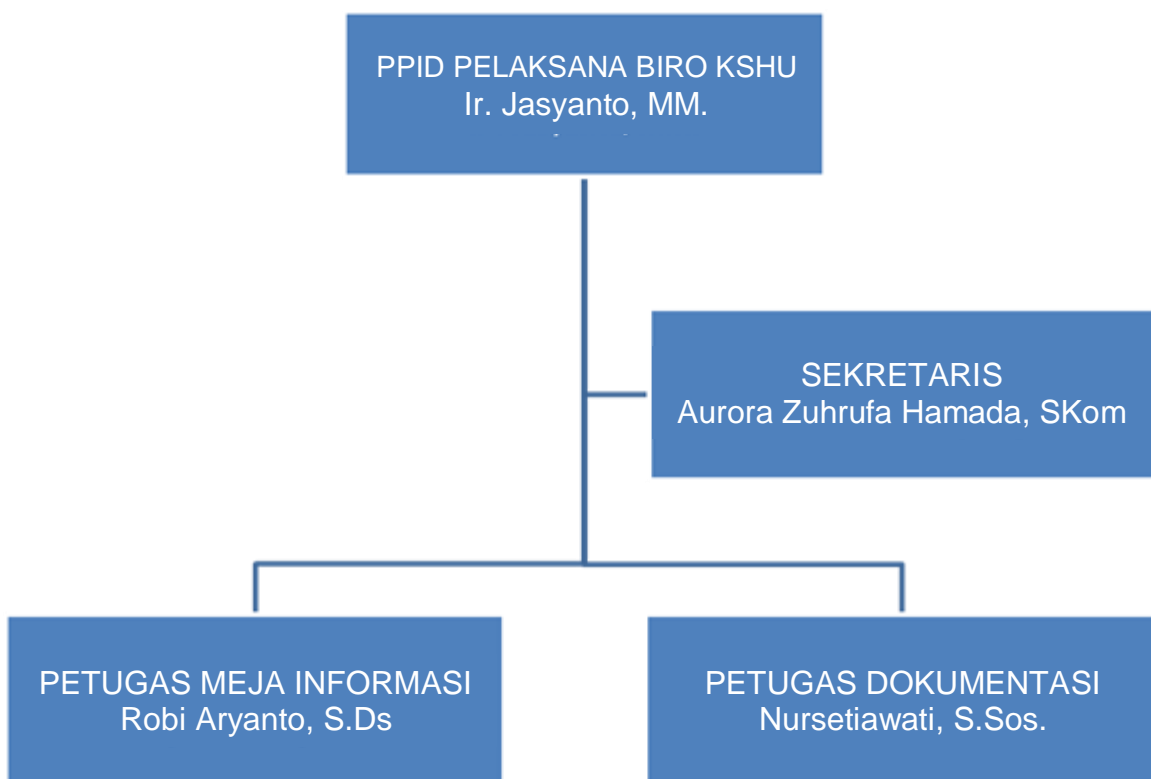 PPID PELAKSANA BIRO KSHU
Ir. Jasyanto, MM.
SEKRETARIS
Aurora Zuhrufa Hamada, SKom
PETUGAS MEJA INFORMASI
Robi Aryanto, S.Ds
PETUGAS DOKUMENTASI
Nursetiawati, S.Sos.